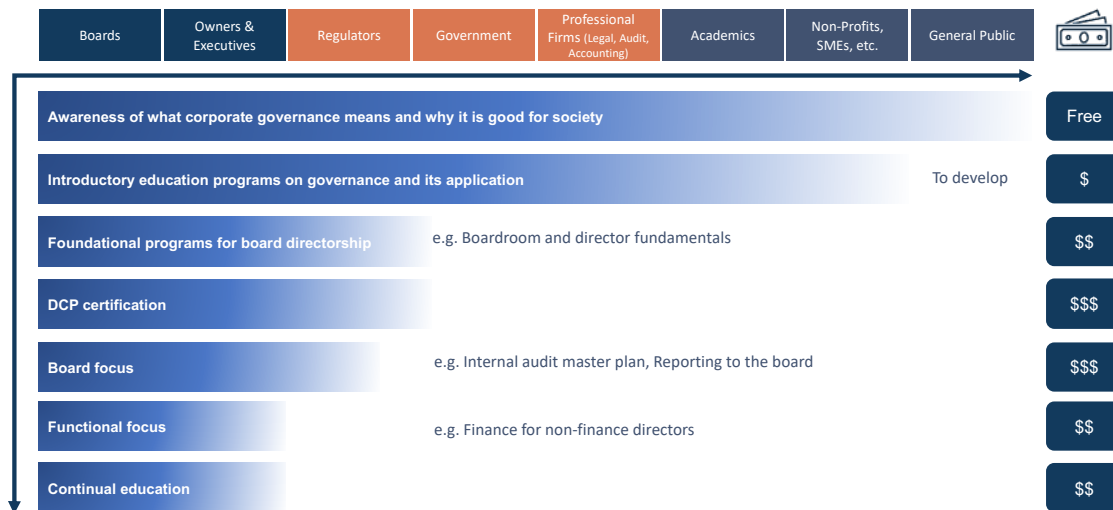 Boards
Owners &
Executives
Regulators
Government
Professional
Firms (Legal, Audit,
Accounting)
Academics
Non-Profits,
SMEs, etc.
General Public
Awareness of what corporate governance means and why it is good for society
Free
Introductory education programs on governance and its application
To develop
$
Foundational programs for board directorship
e.g. Boardroom and director fundamentals
$$
DCP certification
$$$
Board focus
e.g. Internal audit master plan, Reporting to the board
$$$
Functional focus
e.g. Finance for non-finance directors
$$
Continual education
$$